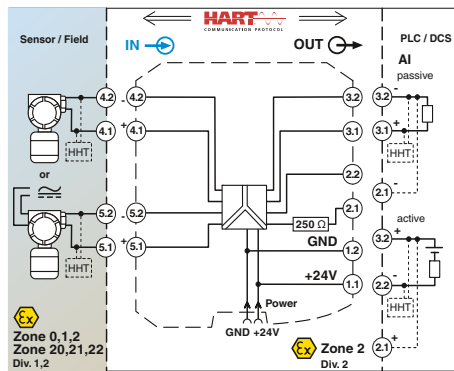 HART
COMMUNICATION PROTOCOL
Sensor / Field
IN
OUT
PLC / DCS
AI
passive
4.2
-
4.2
3.2
3.2
-
4.1
+
4.1
3.1
3.1
+
HHT
HHT
or
2.2
2.1
-
5.2
-
5.2
2.1
250 Ω
active
GND
3.2
+
5.1
+
5.1
1.2
HHT
+24V
2.2
-
1.1
HHT
Power
GND +24V
Ex
Zone 0,1,2
Zone 20,21,22
Div. 1,2
Ex
Zone 2
Div. 2
2.1
+